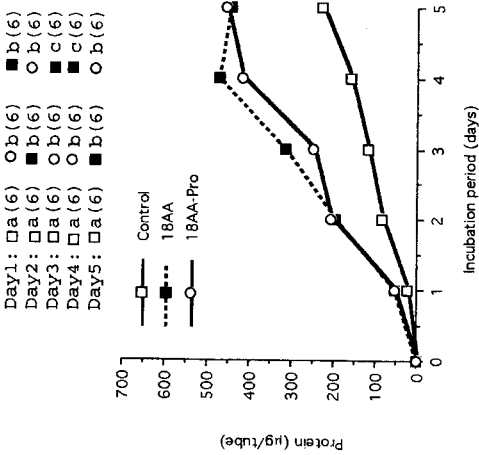 Day1: □a(6) ○b(6) ■b(6)
Day2: □a(6) ■b(6) ○b(6)
Day3: □a(6) ○b(6) ■c(6)
Day4: □a(6) ○b(6) ■c(6)
Day5: □a(6) ■b(6) ○b(6)
Control
18AA
18AA-Pro
700
600
500
400
300
200
100
0
Protein (µg/tube)
0 1 2 3 4 5
Incubation period (days)